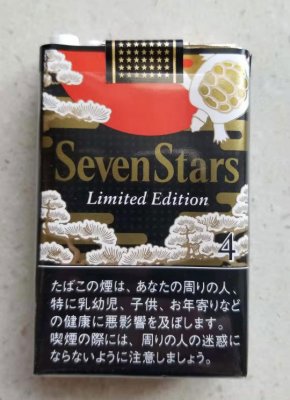 Seven Stars
Limited Edition
4
たばこの煙は、あなたの周りの人、
特に乳幼児、子供、お年寄りなど
の健康に悪影響を及ぼします。
喫煙の際には、周りの人の迷惑に
ならないように注意しましょう。